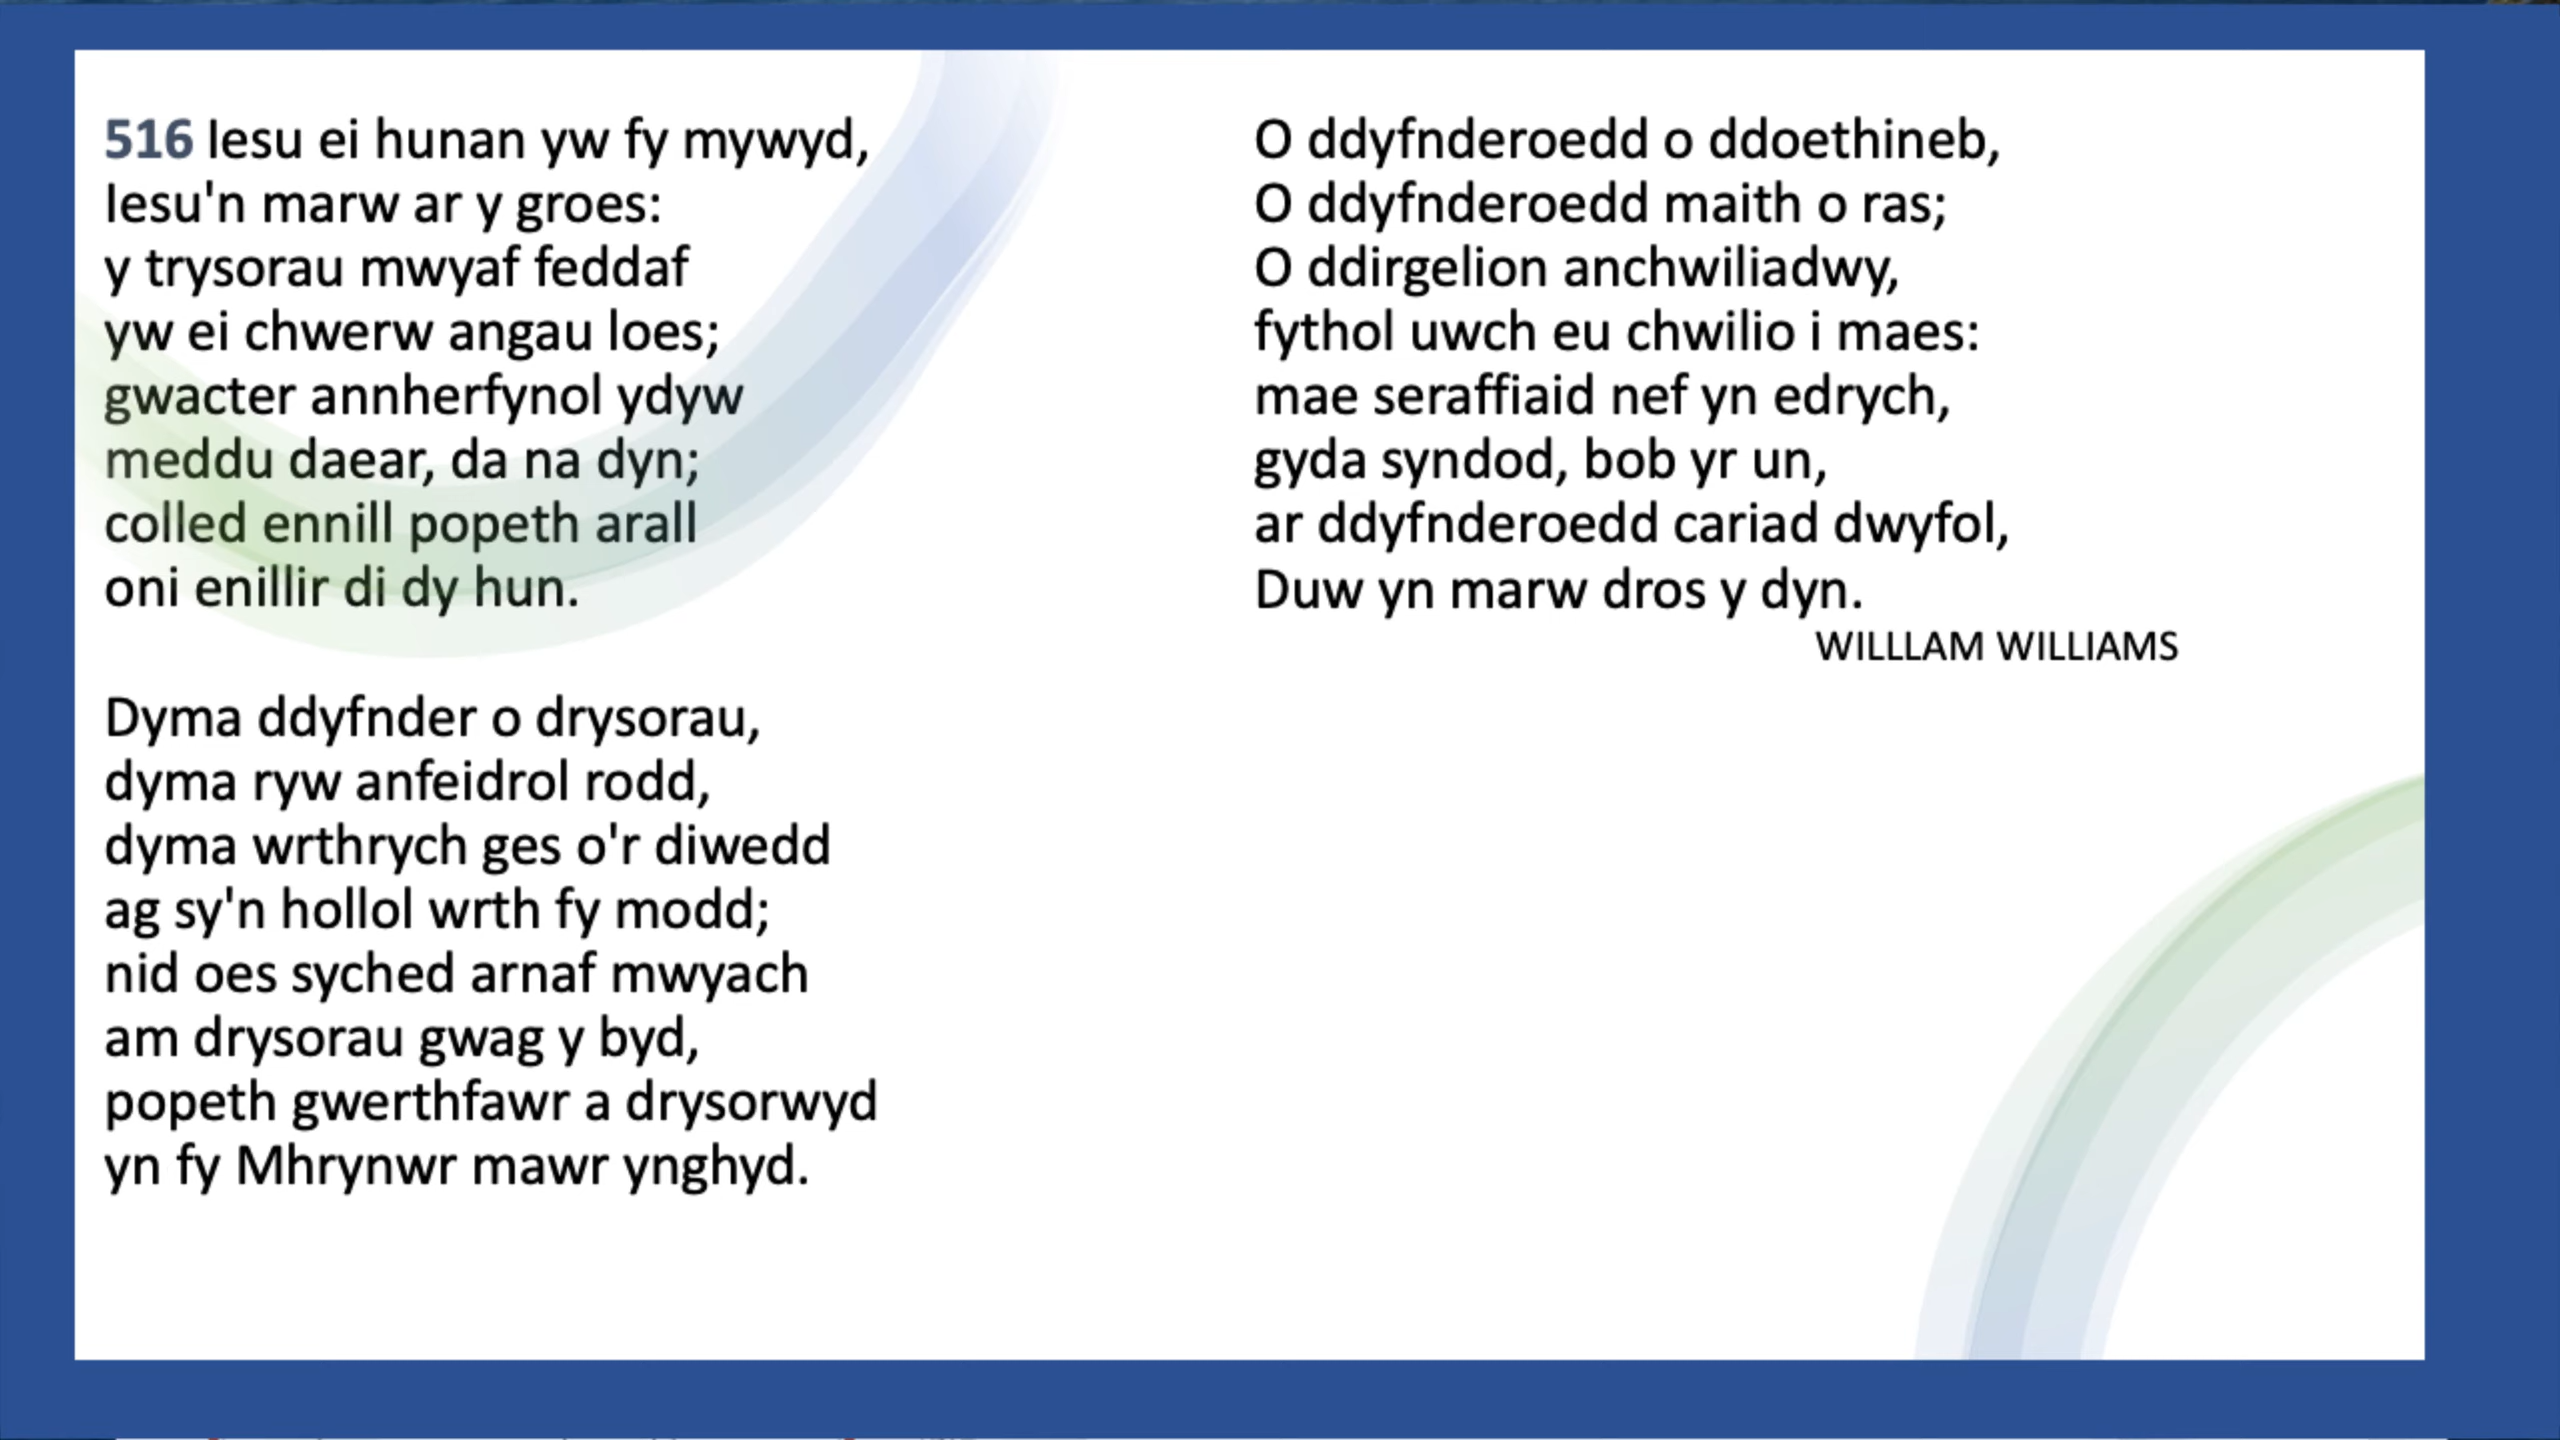 516 Iesu ei hunan yw fy mywyd,
Iesu'n marw ar y groes:
y trysorau mwyaf feddaf
yw ei chwerw angau loes;
gwacter annherfynol ydyw
meddu daear, da na dyn;
colled ennill popeth arall
oni enillir di dy hun.
Dyma ddyfnder o drysorau,
dyma ryw anfeidrol rodd,
dyma wrthrych ges o'r diwedd
ag sy'n hollol wrth fy modd;
nid oes syched arnaf mwyach
am drysorau gwag y byd,
popeth gwerthfawr a drysorwyd
yn fy Mhrynwr mawr ynghyd.
O ddyfnderoedd o ddoethineb,
O ddyfnderoedd maith o ras;
O ddirgelion anchwiliadwy,
fythol uwch eu chwilio i maes:
mae seraffiaid nef yn edrych,
gyda syndod, bob yr un,
ar ddyfnderoedd cariad dwyfol,
Duw yn marw dros y dyn.
WILLLAM WILLIAMS